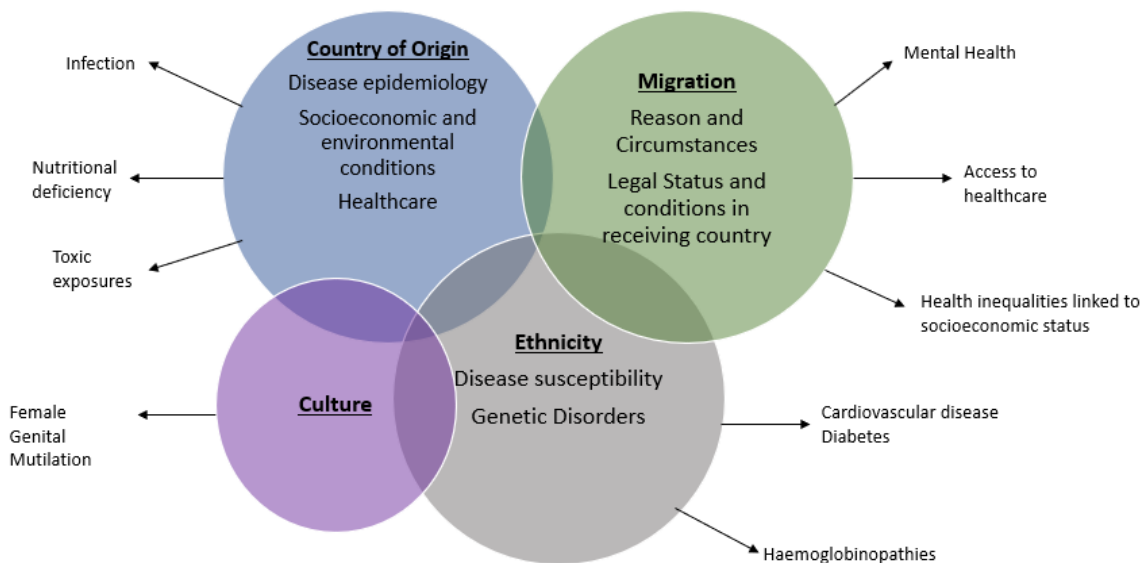 Country of Origin
Disease epidemiology
Socioeconomic and
environmental
conditions
Healthcare
Infection
Nutritional
deficiency
Toxic
exposures
Migration
Reason and
Circumstances
Legal Status and
conditions in
receiving country
Mental Health
Access to
healthcare
Health inequalities linked to
socioeconomic status
Culture
Female
Genital
Mutilation
Ethnicity
Disease susceptibility
Genetic Disorders
Cardiovascular disease
Diabetes
Haemoglobinopathies